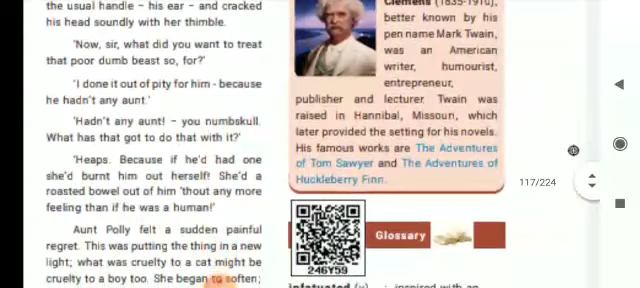 the usual handle – his ear – and cracked
his head soundly with her thimble.
'Now, sir, what did you want to treat
that poor dumb beast so, for?'
'I done it out of pity for him - because
he hadn't any aunt.'
'Hadn't any aunt! – you numbskull.
What has that got to do that with it?'
'Heaps. Because if he'd had one
she'd burnt him out herself! She'd a
roasted bowel out of him 'thout any more
feeling than if he was a human!'
Aunt Polly felt a sudden painful
regret. This was putting the thing in a new
light; what was cruelty to a cat might be
cruelty to a boy too. She began to soften;
Clemens (1835-1910),
better known by his
pen name Mark Twain,
was an American
writer, humourist,
entrepreneur,
publisher and lecturer. Twain was
raised in Hannibal, Missouri, which
later provided the setting for his novels.
His famous works are The Adventures
of Tom Sawyer and The Adventures of
Huckleberry Finn.
246Y59
Glossary
infatuated (v) : inspired with an
117/224